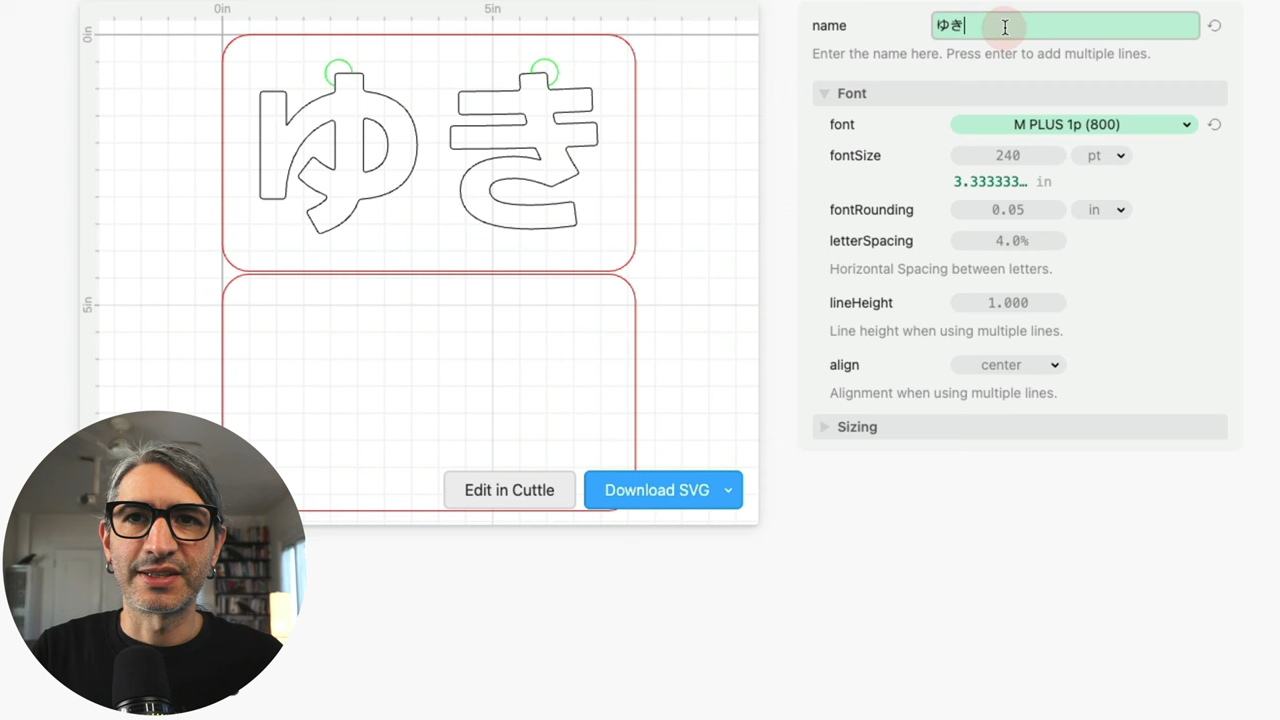 0in 5in
0in
ゆき
5in
Edit in Cuttle Download SVG
name ゆき
Enter the name here. Press enter to add multiple lines.
Font
font M PLUS 1p (800)
fontSize 240 pt
3.333333… in
fontRounding 0.05 in
letterSpacing 4.0%
Horizontal Spacing between letters.
lineHeight 1.000
Line height when using multiple lines.
align center
Alignment when using multiple lines.
Sizing